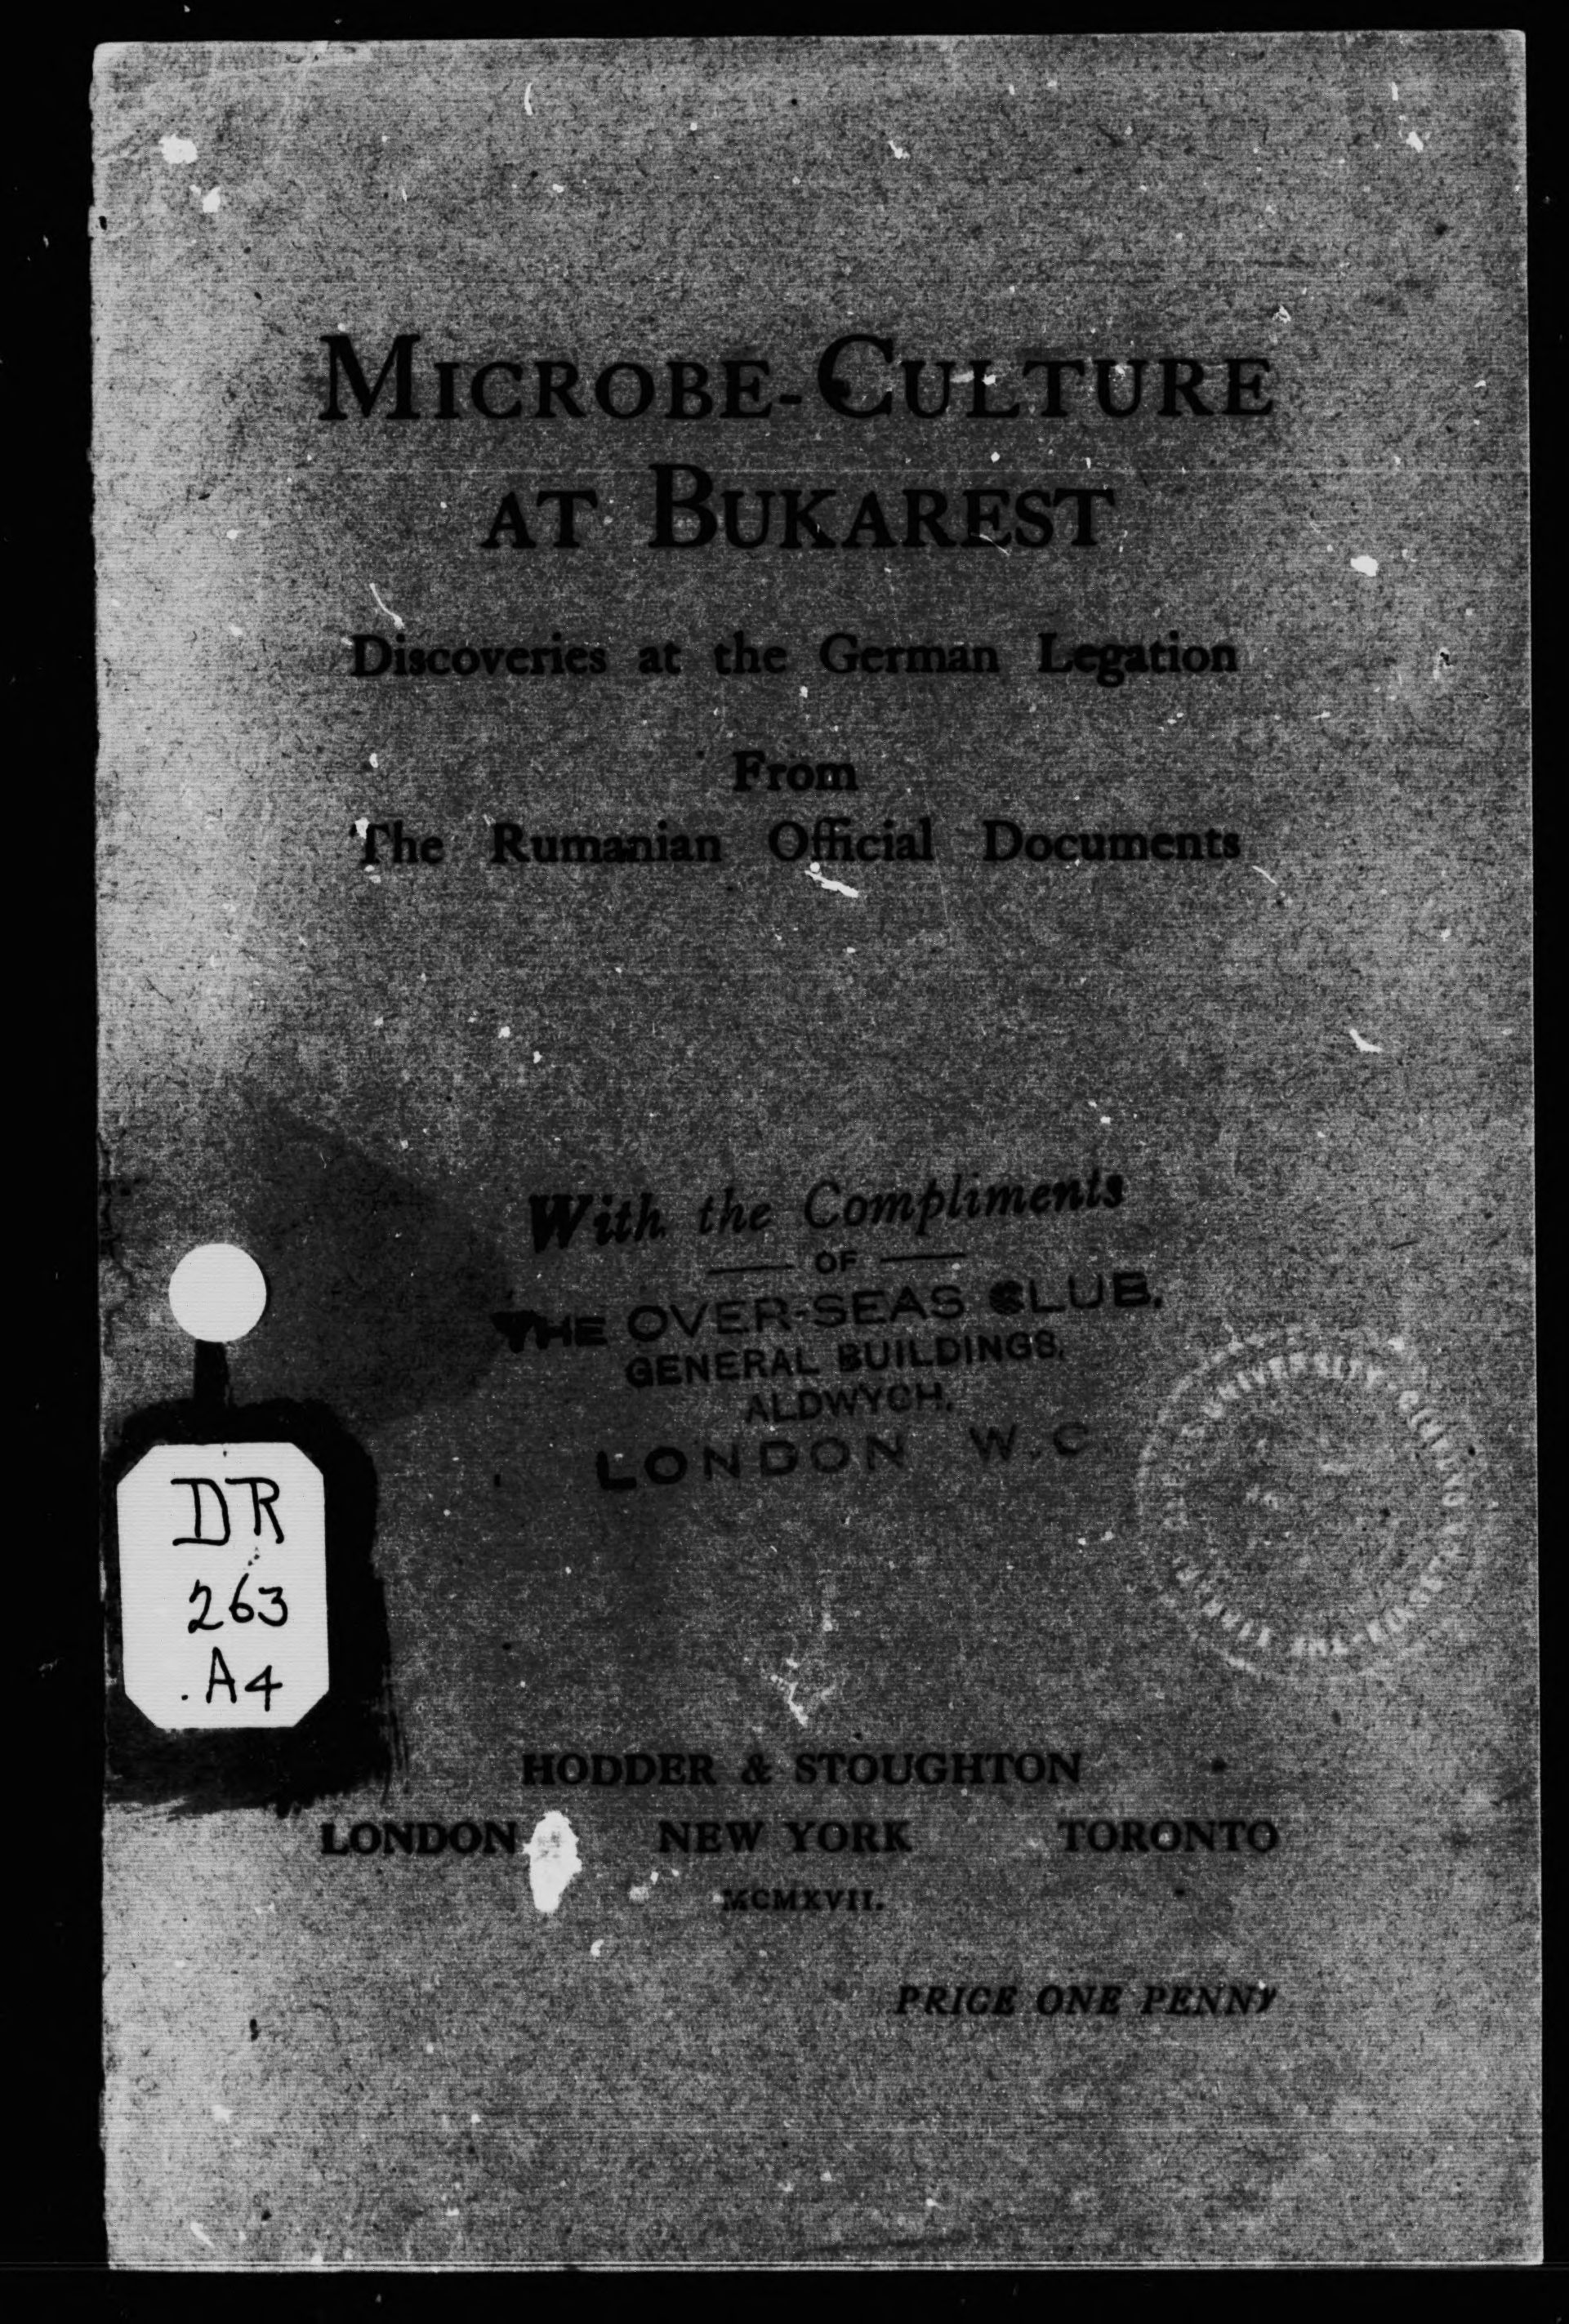 MICROBE-CULTURE
AT BUKAREST
Discoveries at the German Legation
From
The Rumanian Official Documents
With the Compliments
OF
THE OVER-SEAS CLUB,
GENERAL BUILDINGS,
ALDWYCH,
LONDON W.C.
UNIVERSITY
DR
263
.A4
HODDER & STOUGHTON
LONDON NEW YORK TORONTO
MCMXVII.
PRICE ONE PENNY